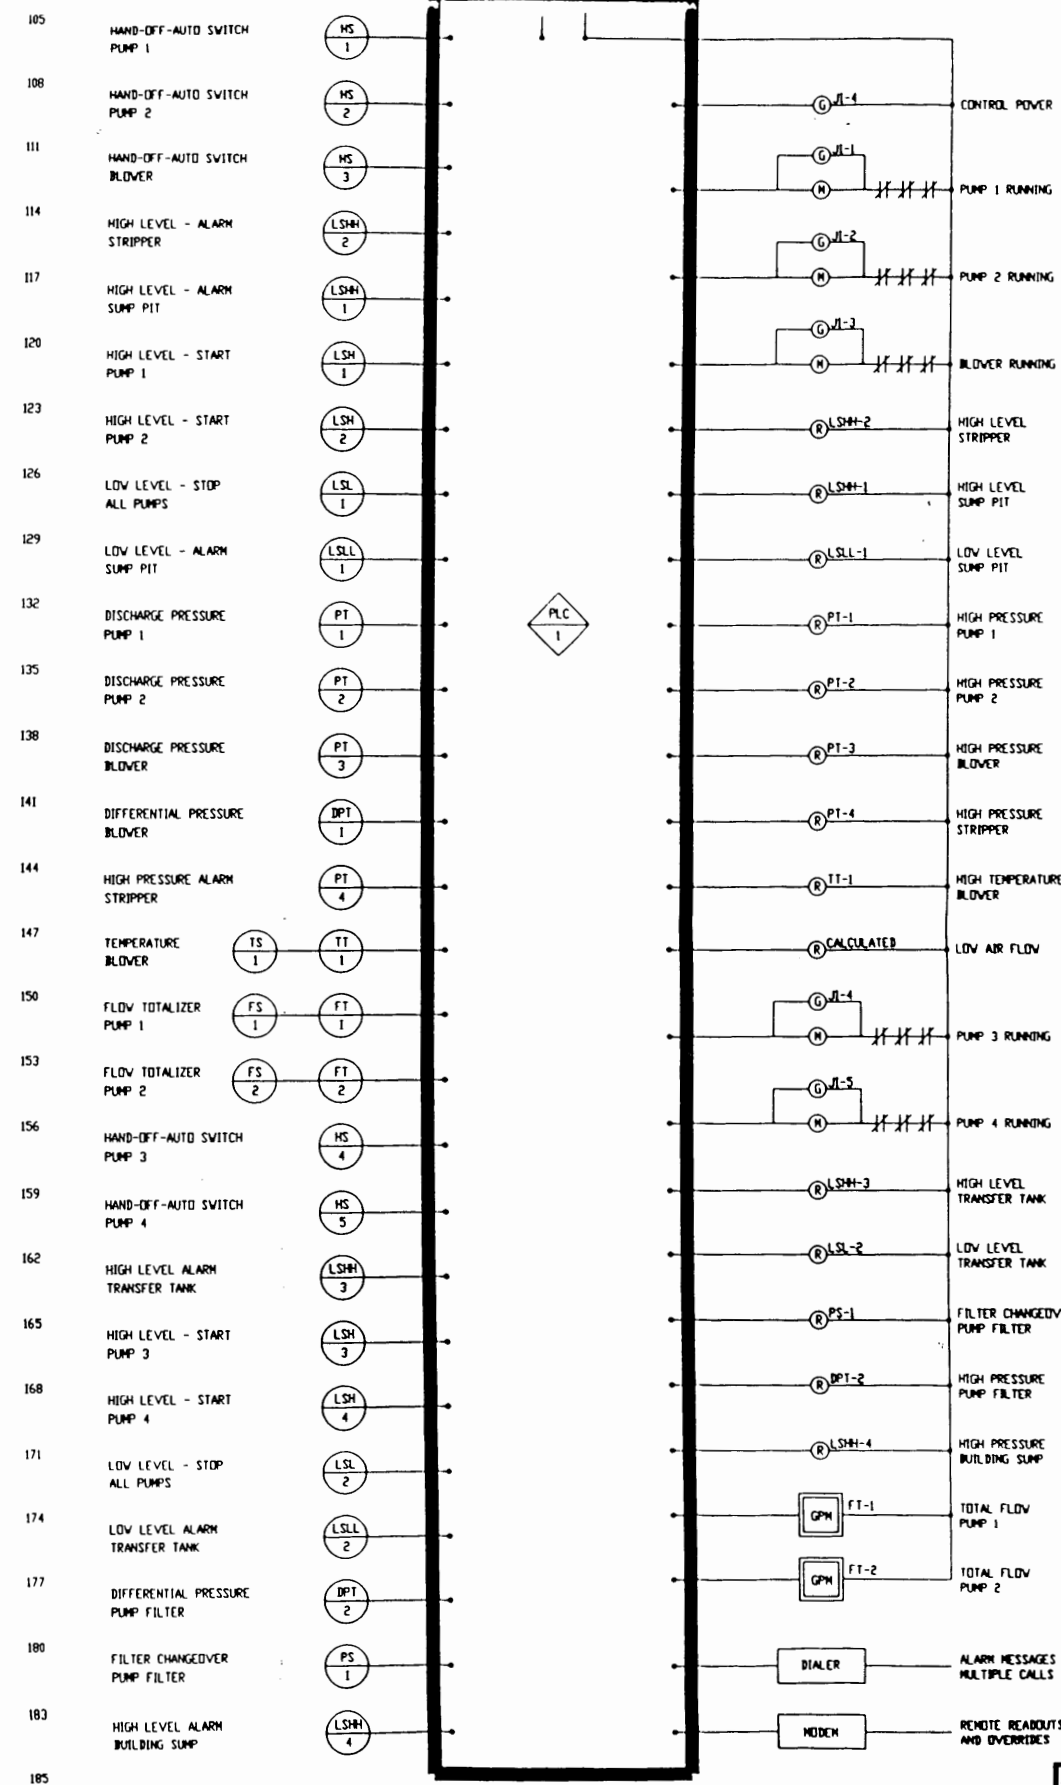 105
HAND-OFF-AUTO SWITCH
PUMP 1
HS
1
108
HAND-OFF-AUTO SWITCH
PUMP 2
HS
2
G J1-4
CONTROL POWER
111
HAND-OFF-AUTO SWITCH
BLOWER
HS
3
G J1-1
M
PUMP 1 RUNNING
114
HIGH LEVEL - ALARM
STRIPPER
LSHH
2
G J1-2
M
PUMP 2 RUNNING
117
HIGH LEVEL - ALARM
SUMP PIT
LSHH
1
120
HIGH LEVEL - START
PUMP 1
LSH
1
G J1-3
M
BLOWER RUNNING
123
HIGH LEVEL - START
PUMP 2
LSH
2
R LSHH-2
HIGH LEVEL
STRIPPER
126
LOW LEVEL - STOP
ALL PUMPS
LSL
1
R LSHH-1
HIGH LEVEL
SUMP PIT
129
LOW LEVEL - ALARM
SUMP PIT
LSLL
1
R LSLL-1
LOW LEVEL
SUMP PIT
132
DISCHARGE PRESSURE
PUMP 1
PT
1
PLC
1
R PT-1
HIGH PRESSURE
PUMP 1
135
DISCHARGE PRESSURE
PUMP 2
PT
2
R PT-2
HIGH PRESSURE
PUMP 2
138
DISCHARGE PRESSURE
BLOWER
PT
3
R PT-3
HIGH PRESSURE
BLOWER
141
DIFFERENTIAL PRESSURE
BLOWER
DPT
1
R PT-4
HIGH PRESSURE
STRIPPER
144
HIGH PRESSURE ALARM
STRIPPER
PT
4
R TT-1
HIGH TEMPERATURE
BLOWER
147
TEMPERATURE
BLOWER
TS
1
TT
1
R CALCULATED
LOW AIR FLOW
150
FLOW TOTALIZER
PUMP 1
FS
1
FT
1
G J1-4
M
PUMP 3 RUNNING
153
FLOW TOTALIZER
PUMP 2
FS
2
FT
2
G J1-5
M
PUMP 4 RUNNING
156
HAND-OFF-AUTO SWITCH
PUMP 3
HS
4
159
HAND-OFF-AUTO SWITCH
PUMP 4
HS
5
R LSHH-3
HIGH LEVEL
TRANSFER TANK
162
HIGH LEVEL ALARM
TRANSFER TANK
LSHH
3
R LSL-2
LOW LEVEL
TRANSFER TANK
165
HIGH LEVEL - START
PUMP 3
LSH
3
R PS-1
FILTER CHANGEOV
PUMP FILTER
168
HIGH LEVEL - START
PUMP 4
LSH
4
R DPT-2
HIGH PRESSURE
PUMP FILTER
171
LOW LEVEL - STOP
ALL PUMPS
LSL
2
R LSHH-4
HIGH PRESSURE
BUILDING SUMP
174
LOW LEVEL ALARM
TRANSFER TANK
LSLL
2
GPM FT-1
TOTAL FLOW
PUMP 1
177
DIFFERENTIAL PRESSURE
PUMP FILTER
DPT
2
GPM FT-2
TOTAL FLOW
PUMP 2
180
FILTER CHANGEOVER
PUMP FILTER
PS
1
DIALER
ALARM MESSAGES
MULTIPLE CALLS
183
HIGH LEVEL ALARM
BUILDING SUMP
LSHH
4
MODEM
REMOTE READOUTS
AND OVERRIDES
185